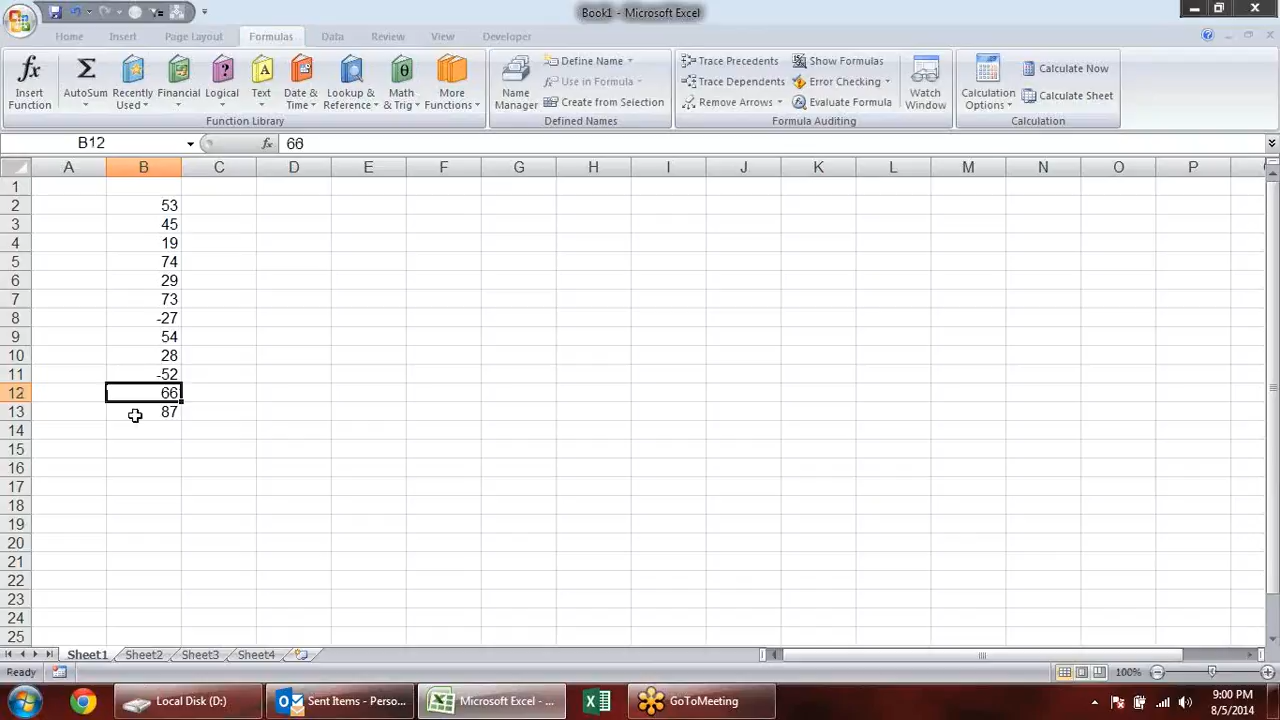 Book1 - Microsoft Excel
Home Insert Page Layout Formulas Data Review View Developer
fx Insert Function
Σ AutoSum
Recently Used
Financial
Logical
A Text
Date & Time
Lookup & Reference
θ Math & Trig
More Functions
Function Library
Name Manager
Define Name
Use in Formula
Create from Selection
Defined Names
Trace Precedents
Trace Dependents
Remove Arrows
Show Formulas
Error Checking
Evaluate Formula
Watch Window
Formula Auditing
Calculation Options
Calculate Now
Calculate Sheet
Calculation
B12 fx 66
A B C D E F G H I J K L M N O P
1
2 53
3 45
4 19
5 74
6 29
7 73
8 -27
9 54
10 28
11 -52
12 66
13 87
14
15
16
17
18
19
20
21
22
23
24
25
Sheet1 Sheet2 Sheet3 Sheet4
Ready 100%
Local Disk (D:) Sent Items - Perso... Microsoft Excel - ... GoToMeeting
9:00 PM
8/5/2014